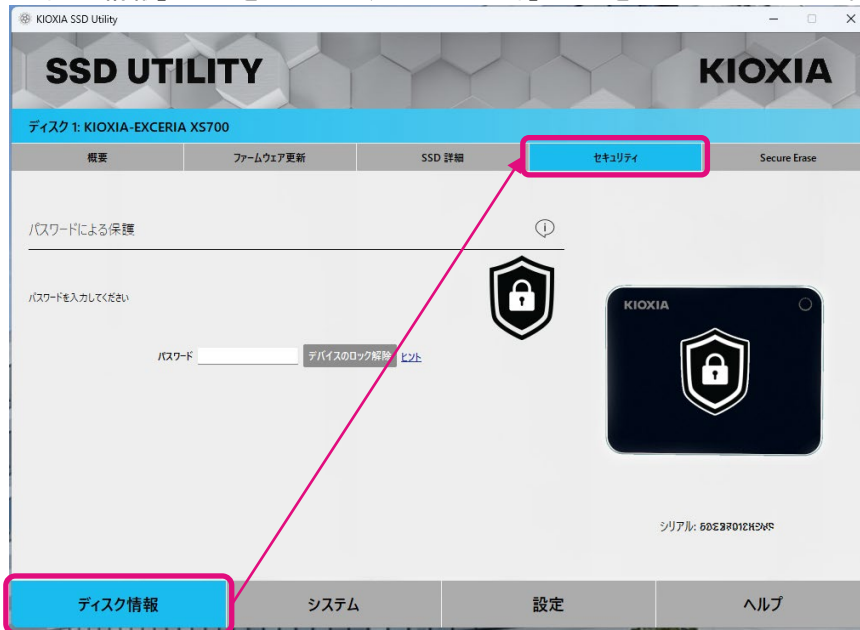 KIOXIA SSD Utility
SSD UTILITY
KIOXIA
ディスク 1: KIOXIA-EXCERIA XS700
概要
ファームウェア更新
SSD 詳細
セキュリティ
Secure Erase
パスワードによる保護
パスワードを入力してください
パスワード
デバイスのロック解除
ヒント
KIOXIA
シリアル:
ディスク情報
システム
設定
ヘルプ